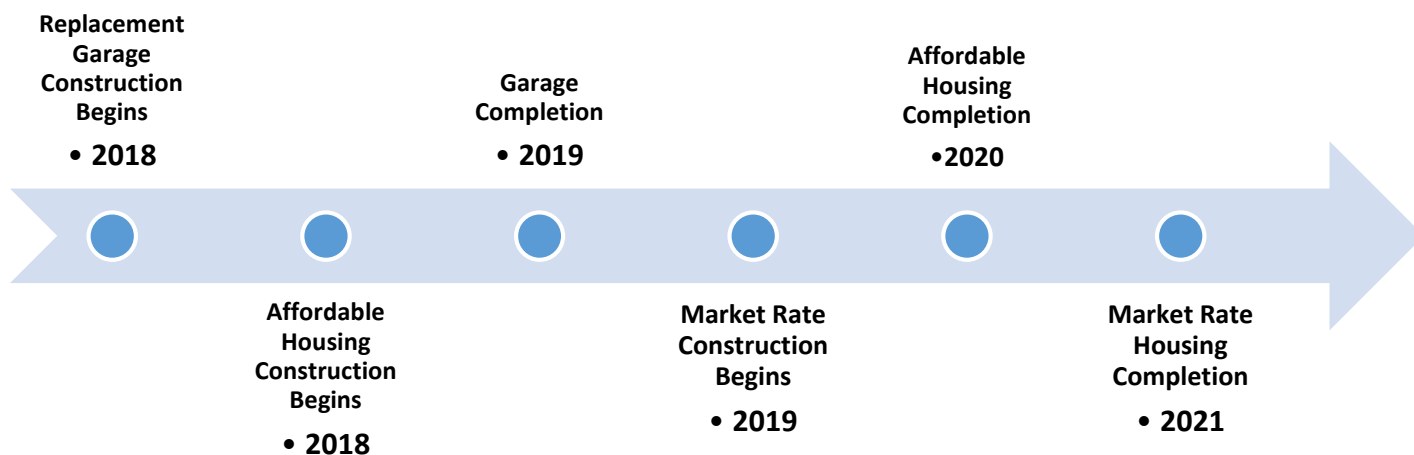 Replacement
Garage
Construction
Begins
• 2018
Affordable
Housing
Construction
Begins
• 2018
Garage
Completion
• 2019
Market Rate
Construction
Begins
• 2019
Affordable
Housing
Completion
•2020
Market Rate
Housing
Completion
• 2021